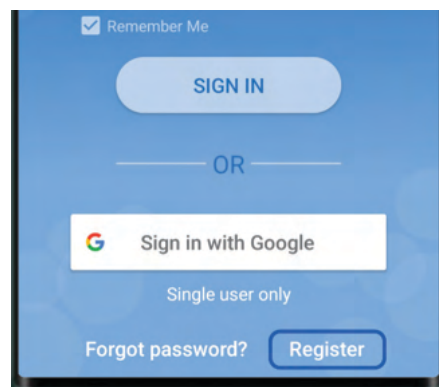 Remember Me
SIGN IN
OR
Sign in with Google
Single user only
Forgot password? Register